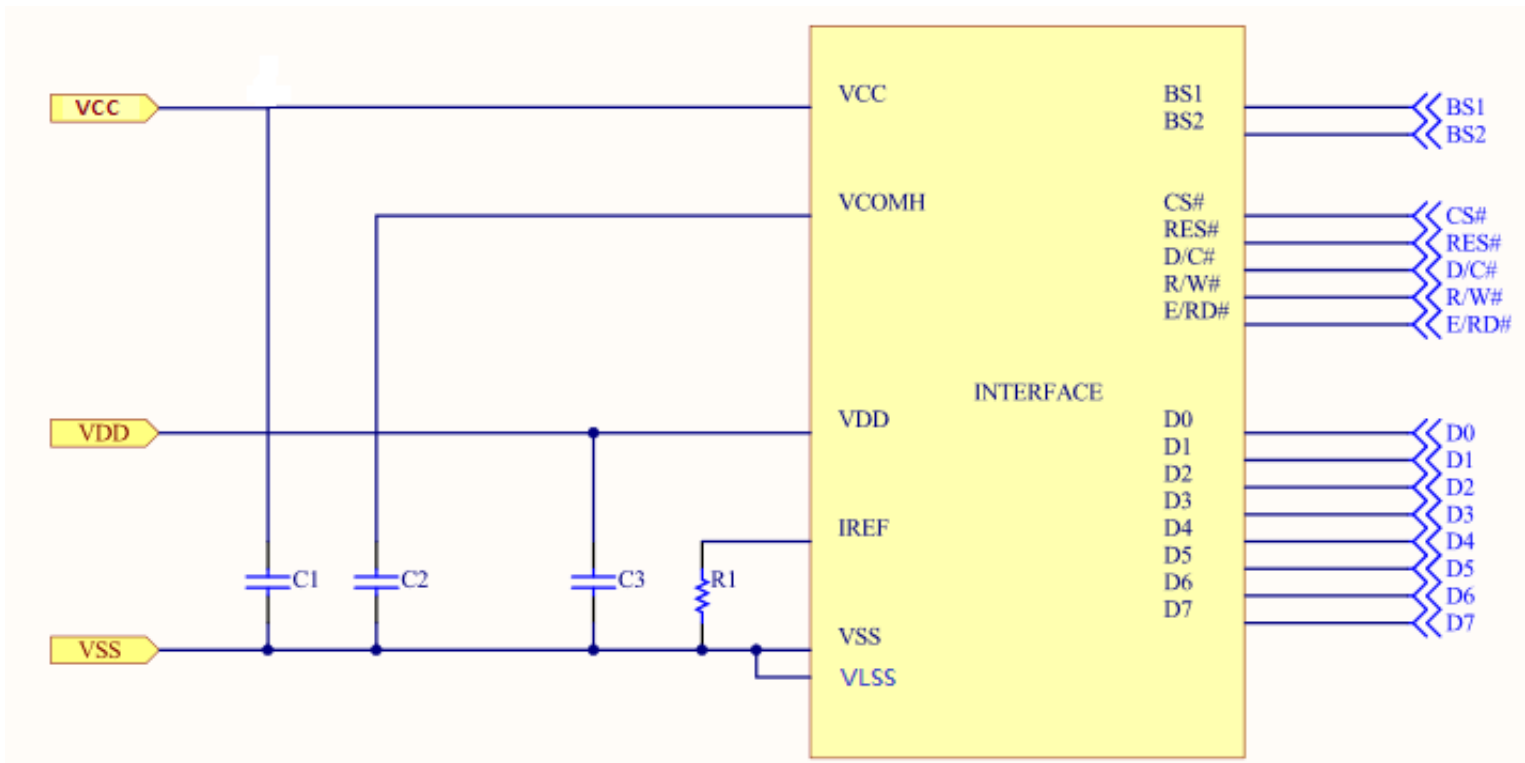 VCC VCC BS1 BS1
BS2 BS2
VCOMH CS# CS#
RES# RES#
D/C# D/C#
R/W# R/W#
E/RD# E/RD#
INTERFACE
VDD VDD D0 D0
D1 D1
D2 D2
D3 D3
IREF D4 D4
D5 D5
C1 C2 C3 R1 D6 D6
D7 D7
VSS VSS
VLSS